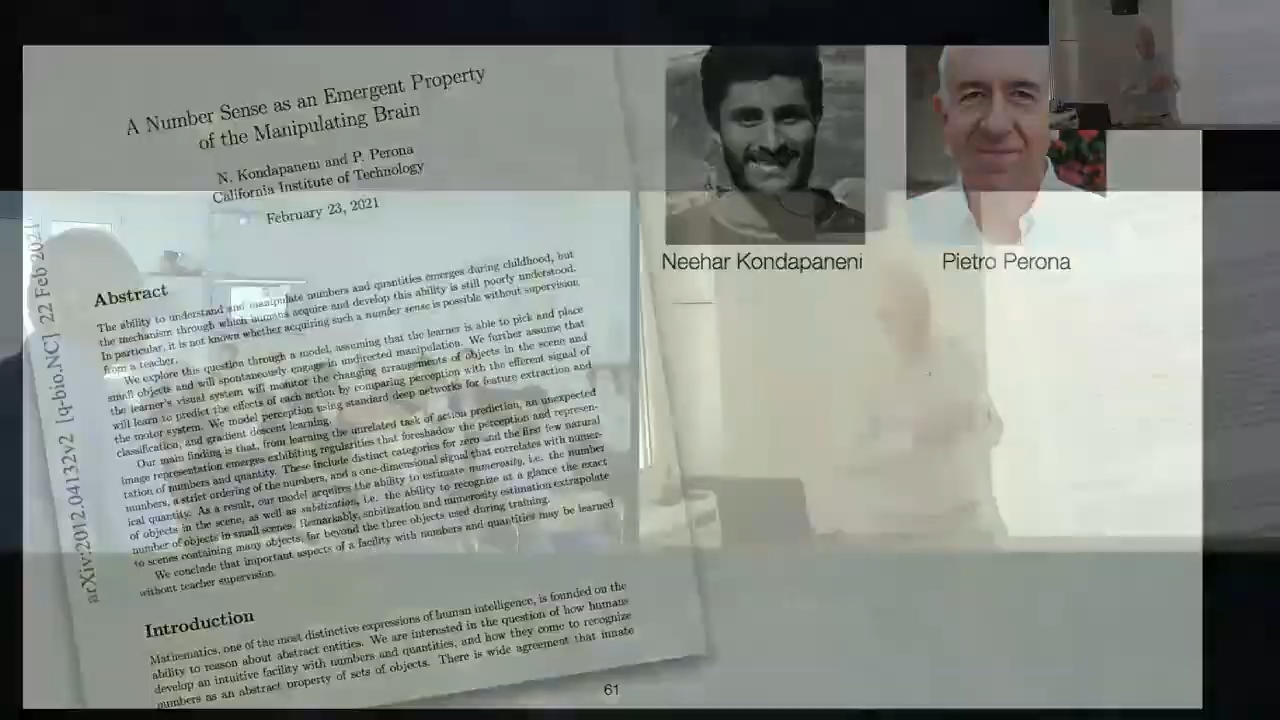 A Number Sense as an Emergent Property
of the Manipulating Brain
N. Kondapaneni and P. Perona
California Institute of Technology
February 23, 2021
arXiv:2012.04132v2 [q-bio.NC] 22 Feb 2021
Abstract
The ability to understand and manipulate numbers and quantities emerges during childhood, but
the mechanism through which humans acquire and develop this ability is still poorly understood.
In particular, it is not known whether acquiring such a number sense is possible without supervision
from a teacher.
We explore this question through a model, assuming that the learner is able to pick and place
small objects and will spontaneously engage in undirected manipulation. We further assume that
the learner's visual system will monitor the changing arrangements of objects in the scene and
will learn to predict the effects of each action by comparing perception with the efferent signal of
the motor system. We model perception using standard deep networks for feature extraction and
classification, and gradient descent learning.
Our main finding is that, from learning the unrelated task of action prediction, an unexpected
image representation emerges exhibiting regularities that foreshadow the perception and represen-
tation of numbers and quantity. These include distinct categories for zero and the first few natural
numbers, a strict ordering of the numbers, and a one-dimensional signal that correlates with numer-
ical quantity. As a result, our model acquires the ability to estimate numerosity, i.e. the number
of objects in the scene, as well as subitization, i.e. the ability to recognize at a glance the exact
number of objects in small scenes. Remarkably, subitization and numerosity estimation extrapolate
to scenes containing many objects, far beyond the three objects used during training.
We conclude that important aspects of a facility with numbers and quantities may be learned
without teacher supervision.
Introduction
Mathematics, one of the most distinctive expressions of human intelligence, is founded on the
ability to reason about abstract entities. We are interested in the question of how humans
develop an intuitive facility with numbers and quantities, and how they come to recognize
numbers as an abstract property of sets of objects. There is wide agreement that innate
Neehar Kondapaneni
Pietro Perona
61